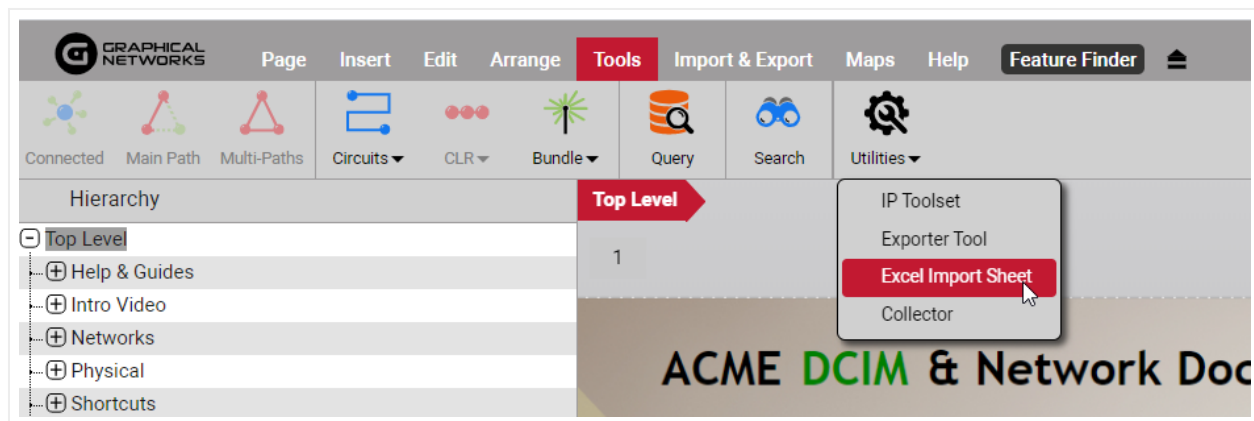 GRAPHICAL
NETWORKS
Page Insert Edit Arrange Tools Import & Export Maps Help Feature Finder
Connected Main Path Multi-Paths Circuits CLR Bundle Query Search Utilities
Hierarchy
Top Level
IP Toolset
Exporter Tool
Excel Import Sheet
Collector
Top Level
Help & Guides
Intro Video
Networks
Physical
Shortcuts
1
ACME DCIM & Network Doc